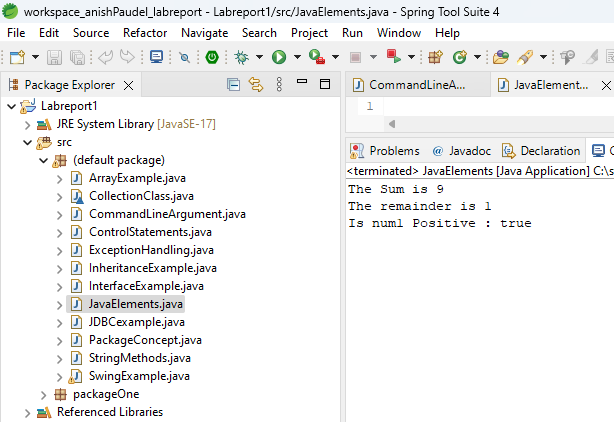 workspace_anishPaudel_labreport - Labreport1/src/JavaElements.java - Spring Tool Suite 4
File Edit Source Refactor Navigate Search Project Run Window Help
Package Explorer
Labreport1
JRE System Library [JavaSE-17]
src
(default package)
ArrayExample.java
CollectionClass.java
CommandLineArgument.java
ControlStatements.java
ExceptionHandling.java
InheritanceExample.java
InterfaceExample.java
JavaElements.java
JDBCexample.java
PackageConcept.java
StringMethods.java
SwingExample.java
packageOne
Referenced Libraries
CommandLineA... JavaElement...
1
Problems @ Javadoc Declaration
<terminated> JavaElements [Java Application] C:\s
The Sum is 9
The remainder is 1
Is num1 Positive : true